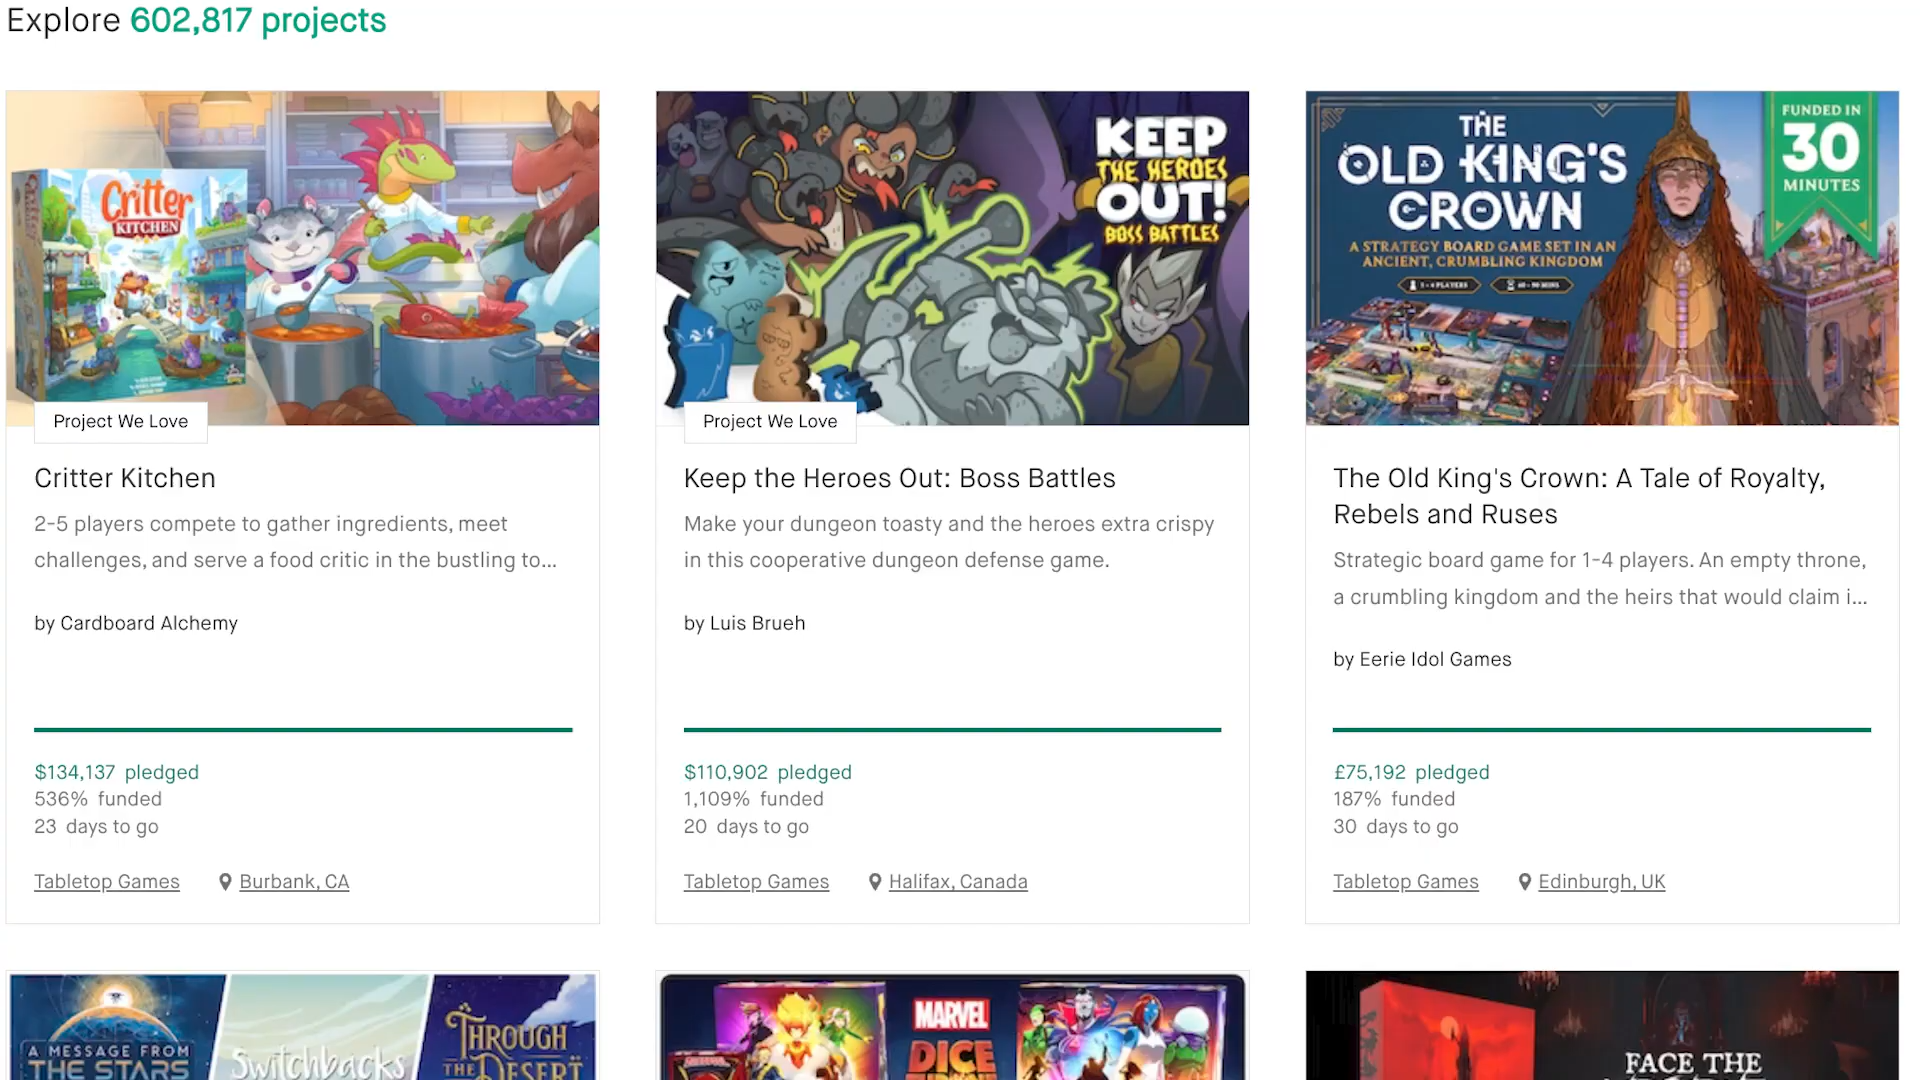 Explore 602,817 projects
Critter
KITCHEN
Project We Love
Critter Kitchen
2-5 players compete to gather ingredients, meet
challenges, and serve a food critic in the bustling to...
by Cardboard Alchemy
$134,137 pledged
536% funded
23 days to go
Tabletop Games
Burbank, CA
KEEP
THE HEROES
OUT!
BOSS BATTLES
Project We Love
Keep the Heroes Out: Boss Battles
Make your dungeon toasty and the heroes extra crispy
in this cooperative dungeon defense game.
by Luis Brueh
$110,902 pledged
1,109% funded
20 days to go
Tabletop Games
Halifax, Canada
THE
OLD KING'S
CROWN
A STRATEGY BOARD GAME SET IN AN
ANCIENT, CRUMBLING KINGDOM
1-4 PLAYERS
60-90 MINS
FUNDED IN
30
MINUTES
The Old King's Crown: A Tale of Royalty,
Rebels and Ruses
Strategic board game for 1-4 players. An empty throne,
a crumbling kingdom and the heirs that would claim i...
by Eerie Idol Games
£75,192 pledged
187% funded
30 days to go
Tabletop Games
Edinburgh, UK
A MESSAGE FROM
THE STARS
Switchbacks
THROUGH
THE DESERT
MARVEL
DICE
FACE THE